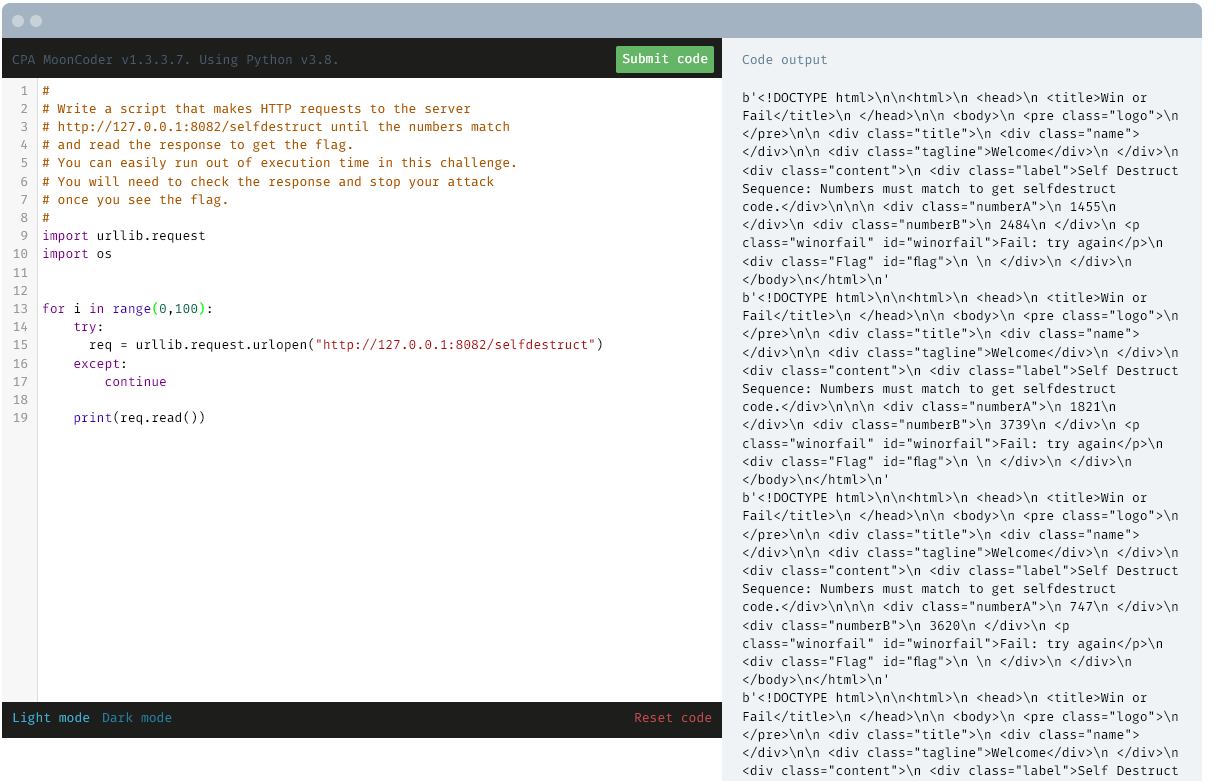 CPA MoonCoder v1.3.3.7. Using Python v3.8.
Submit code
1 #
2 # Write a script that makes HTTP requests to the server
3 # http://127.0.0.1:8082/selfdestruct until the numbers match
4 # and read the response to get the flag.
5 # You can easily run out of execution time in this challenge.
6 # You will need to check the response and stop your attack
7 # once you see the flag.
8 #
9 import urllib.request
10 import os
11
12
13 for i in range(0,100):
14     try:
15       req = urllib.request.urlopen("http://127.0.0.1:8082/selfdestruct")
16     except:
17         continue
18
19     print(req.read())
Light mode Dark mode
Reset code
Code output
b'<!DOCTYPE html>\n\n<html>\n <head>\n <title>Win or
Fail</title>\n </head>\n\n <body>\n <pre class="logo">\n
</pre>\n\n <div class="title">\n <div class="name">
</div>\n\n <div class="tagline">Welcome</div>\n </div>\n
<div class="content">\n <div class="label">Self Destruct
Sequence: Numbers must match to get selfdestruct
code.</div>\n\n\n <div class="numberA">\n 1455\n
</div>\n <div class="numberB">\n 2484\n </div>\n <p
class="winorfail" id="winorfail">Fail: try again</p>\n
<div class="Flag" id="flag">\n \n </div>\n </div>\n
</body>\n</html>\n'
b'<!DOCTYPE html>\n\n<html>\n <head>\n <title>Win or
Fail</title>\n </head>\n\n <body>\n <pre class="logo">\n
</pre>\n\n <div class="title">\n <div class="name">
</div>\n\n <div class="tagline">Welcome</div>\n </div>\n
<div class="content">\n <div class="label">Self Destruct
Sequence: Numbers must match to get selfdestruct
code.</div>\n\n\n <div class="numberA">\n 1821\n
</div>\n <div class="numberB">\n 3739\n </div>\n <p
class="winorfail" id="winorfail">Fail: try again</p>\n
<div class="Flag" id="flag">\n \n </div>\n </div>\n
</body>\n</html>\n'
b'<!DOCTYPE html>\n\n<html>\n <head>\n <title>Win or
Fail</title>\n </head>\n\n <body>\n <pre class="logo">\n
</pre>\n\n <div class="title">\n <div class="name">
</div>\n\n <div class="tagline">Welcome</div>\n </div>\n
<div class="content">\n <div class="label">Self Destruct
Sequence: Numbers must match to get selfdestruct
code.</div>\n\n\n <div class="numberA">\n 747\n </div>\n
<div class="numberB">\n 3620\n </div>\n <p
class="winorfail" id="winorfail">Fail: try again</p>\n
<div class="Flag" id="flag">\n \n </div>\n </div>\n
</body>\n</html>\n'
b'<!DOCTYPE html>\n\n<html>\n <head>\n <title>Win or
Fail</title>\n </head>\n\n <body>\n <pre class="logo">\n
</pre>\n\n <div class="title">\n <div class="name">
</div>\n\n <div class="tagline">Welcome</div>\n </div>\n
<div class="content">\n <div class="label">Self Destruct